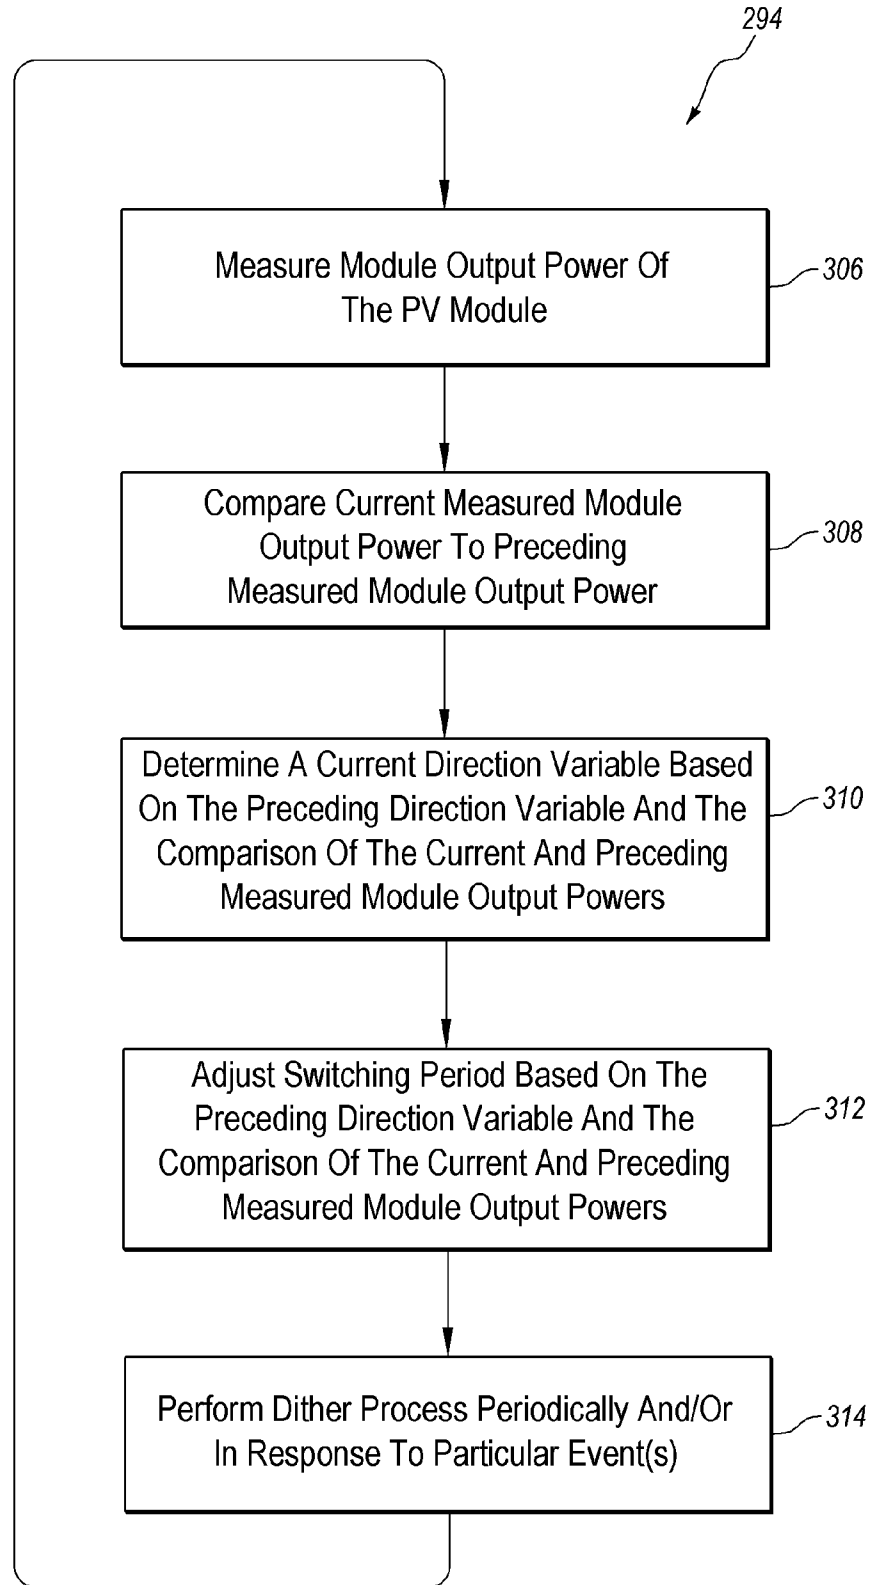 294
Measure Module Output Power Of
The PV Module
306
Compare Current Measured Module
Output Power To Preceding
Measured Module Output Power
308
Determine A Current Direction Variable Based
On The Preceding Direction Variable And The
Comparison Of The Current And Preceding
Measured Module Output Powers
310
Adjust Switching Period Based On The
Preceding Direction Variable And The
Comparison Of The Current And Preceding
Measured Module Output Powers
312
Perform Dither Process Periodically And/Or
In Response To Particular Event(s)
314